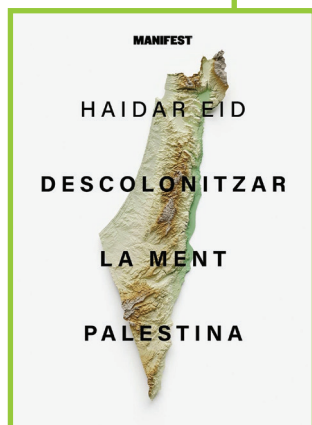 MANIFEST
HAIDAR EID
DESCOLONITZAR
LA MENT
PALESTINA